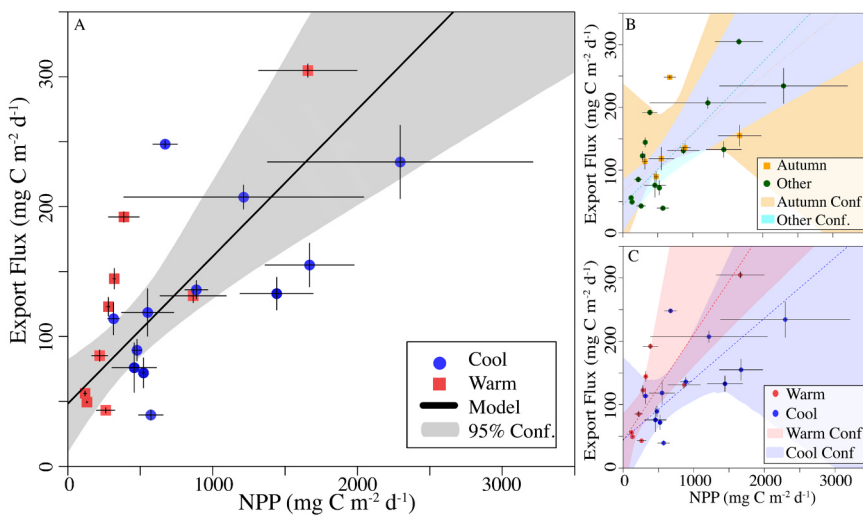 A
Export Flux (mg C m⁻² d⁻¹)
0
100
200
300
0
1000
2000
3000
NPP (mg C m⁻² d⁻¹)
Cool
Warm
Model
95% Conf.
B
Export Flux (mg C m⁻² d⁻¹)
0
100
200
300
Autumn
Other
Autumn Conf
Other Conf.
C
Export Flux (mg C m⁻² d⁻¹)
0
100
200
300
0
1000
2000
3000
NPP (mg C m⁻² d⁻¹)
Warm
Cool
Warm Conf
Cool Conf